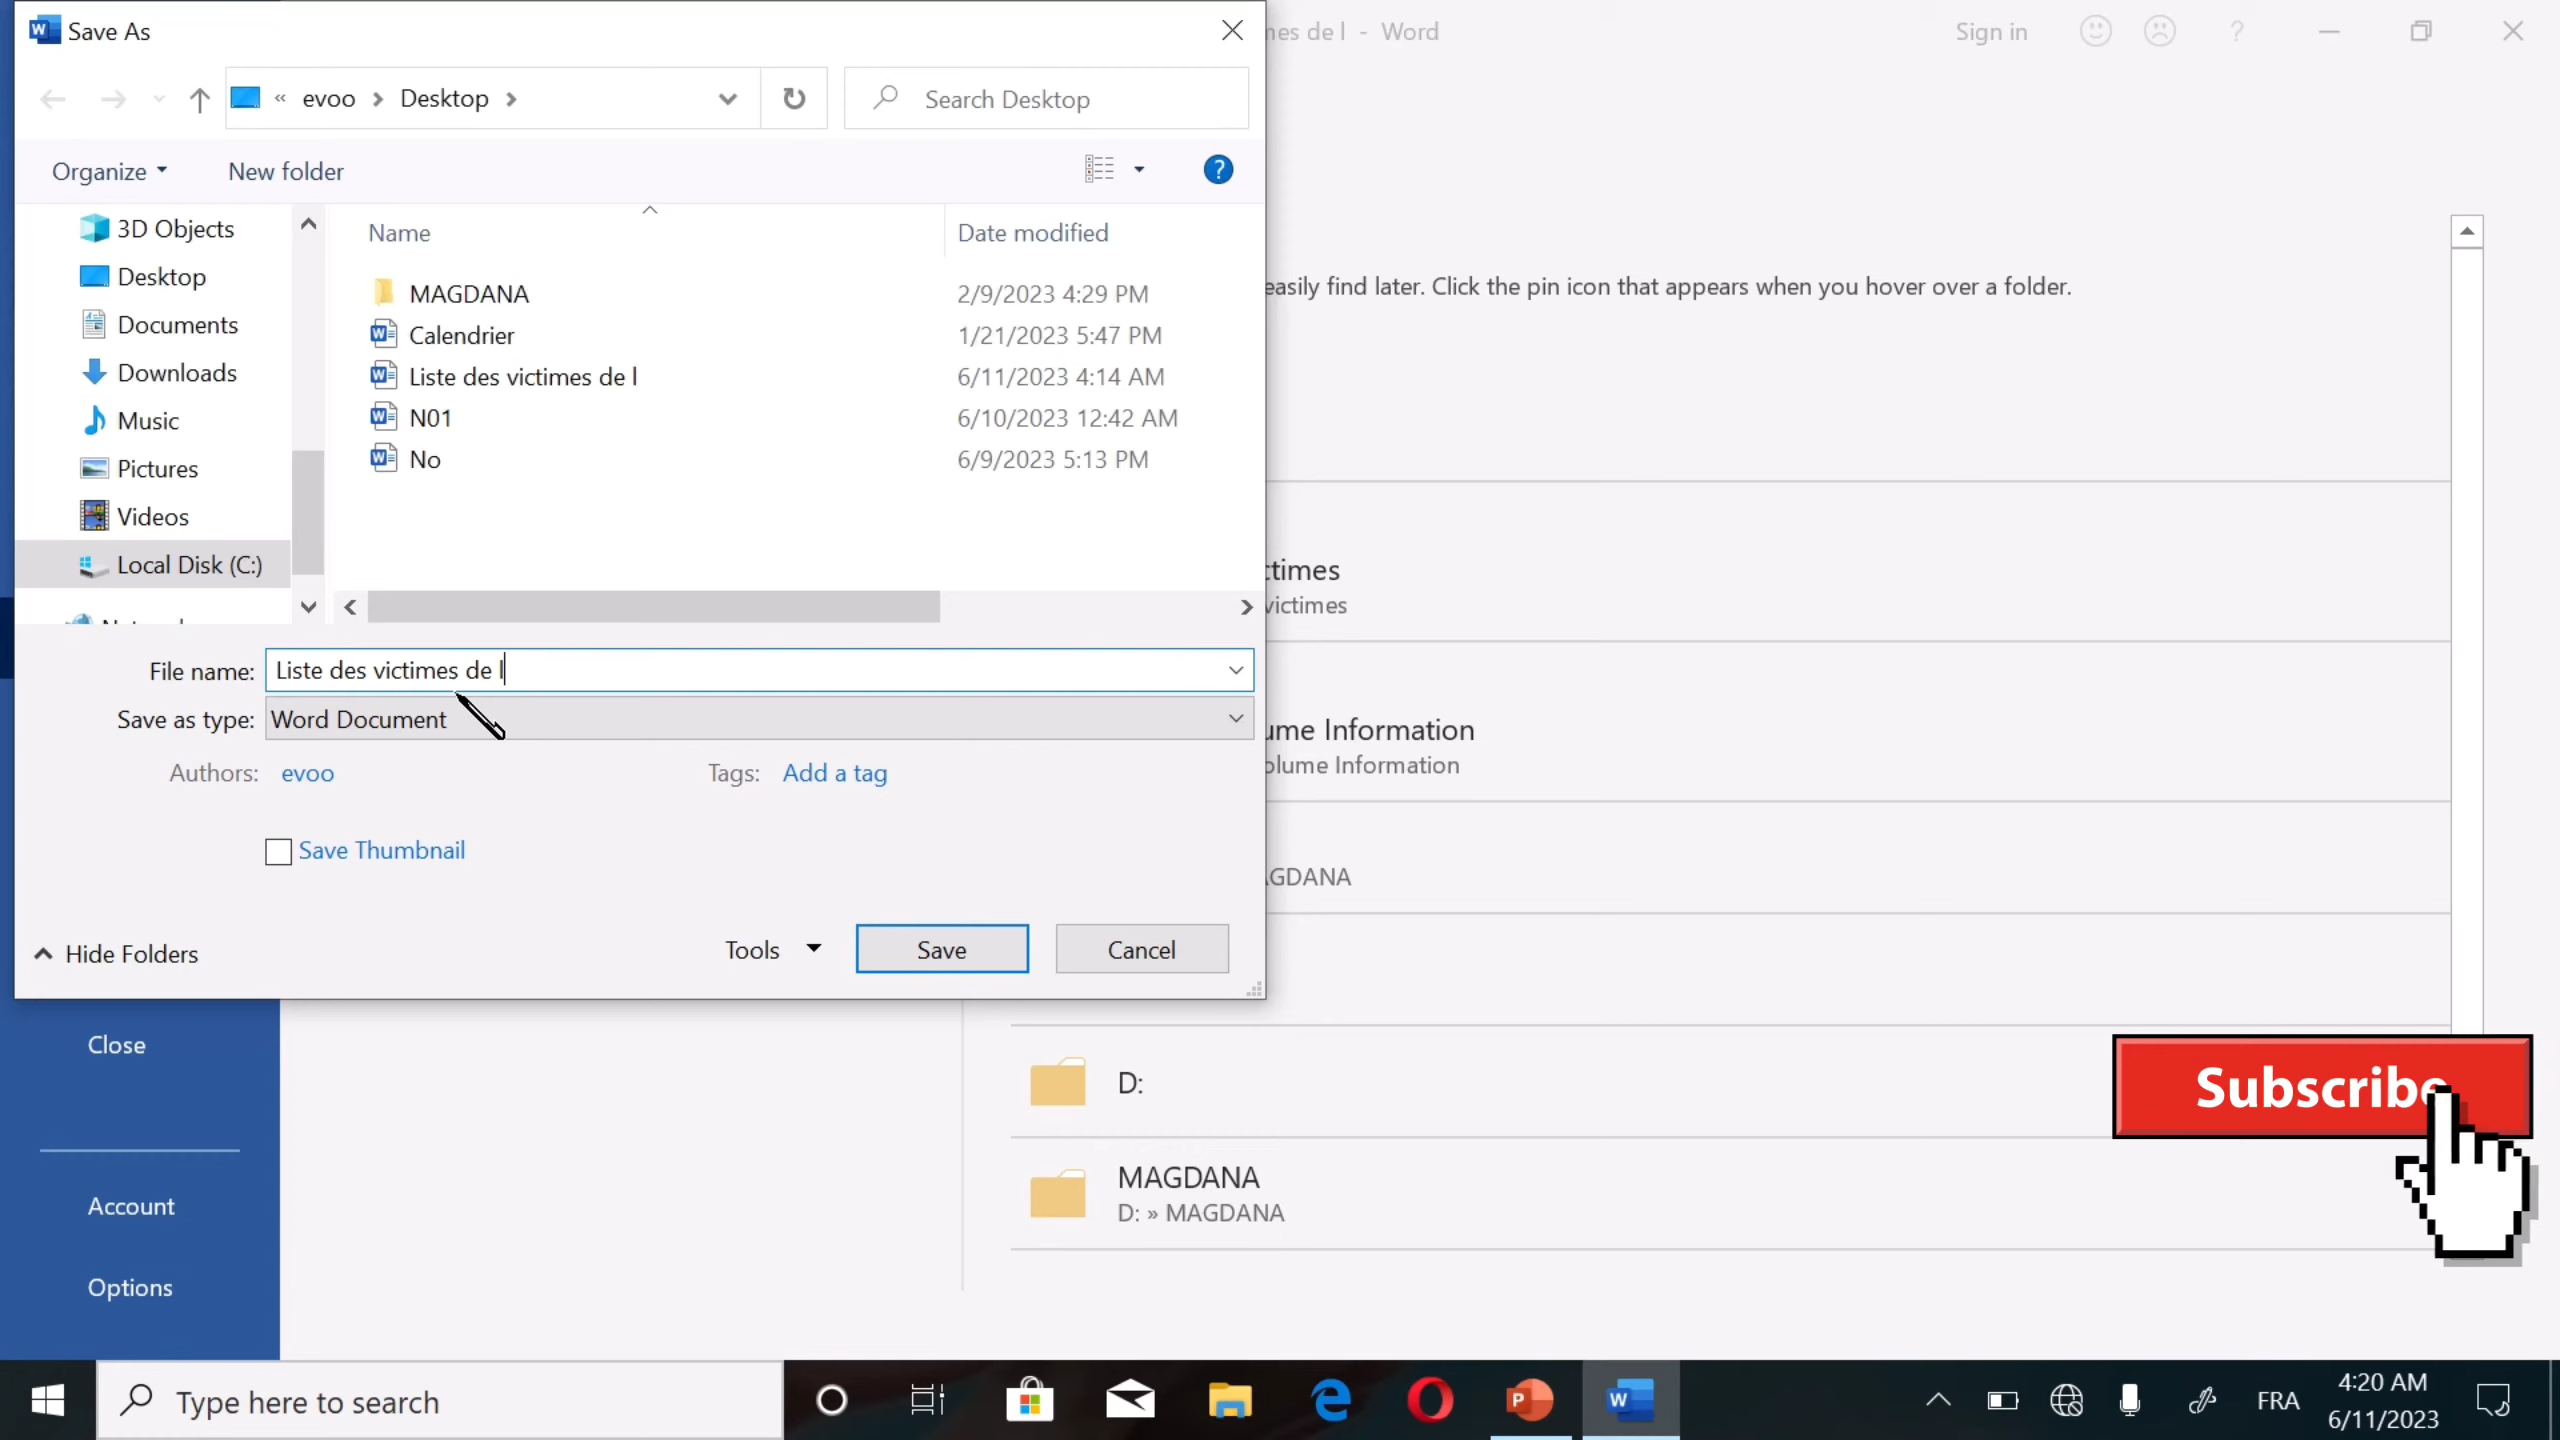 Save As
mes de l - Word
Sign in
?
« evoo > Desktop >
Search Desktop
Organize
New folder
?
Name
Date modified
3D Objects
Desktop
Documents
Downloads
Music
Pictures
Videos
Local Disk (C:)
MAGDANA 2/9/2023 4:29 PM
Calendrier 1/21/2023 5:47 PM
Liste des victimes de l 6/11/2023 4:14 AM
N01 6/10/2023 12:42 AM
No 6/9/2023 5:13 PM
easily find later. Click the pin icon that appears when you hover over a folder.
ctimes
victimes
ume Information
olume Information
AGDANA
File name: Liste des victimes de l
Save as type: Word Document
Authors: evoo
Tags: Add a tag
Save Thumbnail
Hide Folders
Tools
Save
Cancel
Close
Account
Options
D:
MAGDANA
D: » MAGDANA
Subscribe
Type here to search
FRA
4:20 AM
6/11/2023